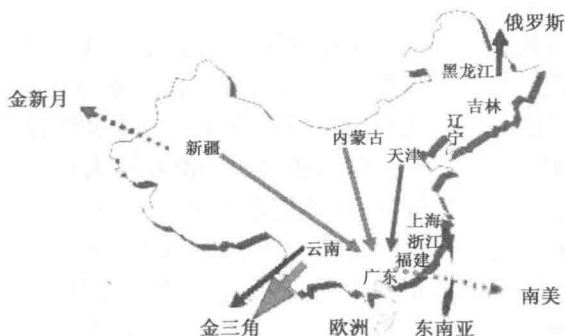 俄罗斯
黑龙江
金新月
吉林
辽宁
新疆
内蒙古
天津
上海
浙江
云南
福建
广东
南美
金三角
欧洲
东南亚